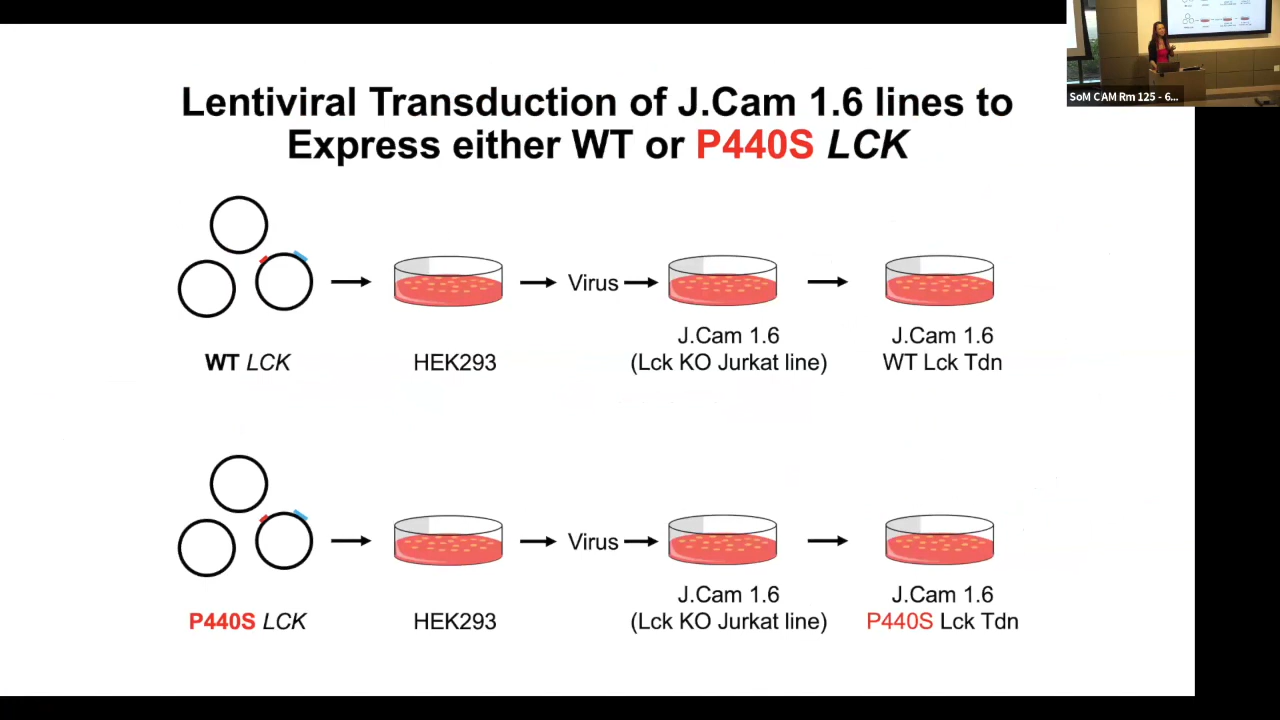 Lentiviral Transduction of J.Cam 1.6 lines to
Express either WT or P440S LCK
SoM CAM Rm 125 - 6...
WT LCK
HEK293
Virus
J.Cam 1.6
(Lck KO Jurkat line)
J.Cam 1.6
WT Lck Tdn
P440S LCK
HEK293
Virus
J.Cam 1.6
(Lck KO Jurkat line)
J.Cam 1.6
P440S Lck Tdn